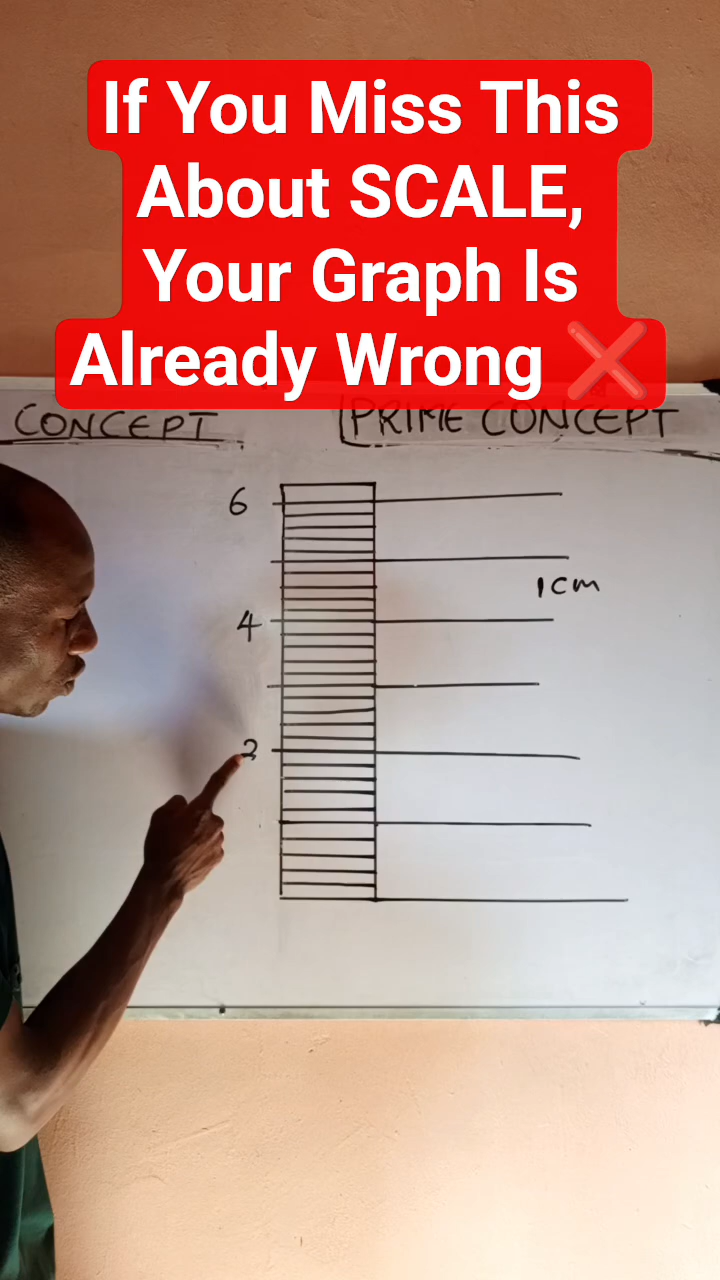 If You Miss This
About SCALE,
Your Graph Is
Already Wrong ❌
CONCEPT
PRIME CONCEPT
6
1cm
4
2